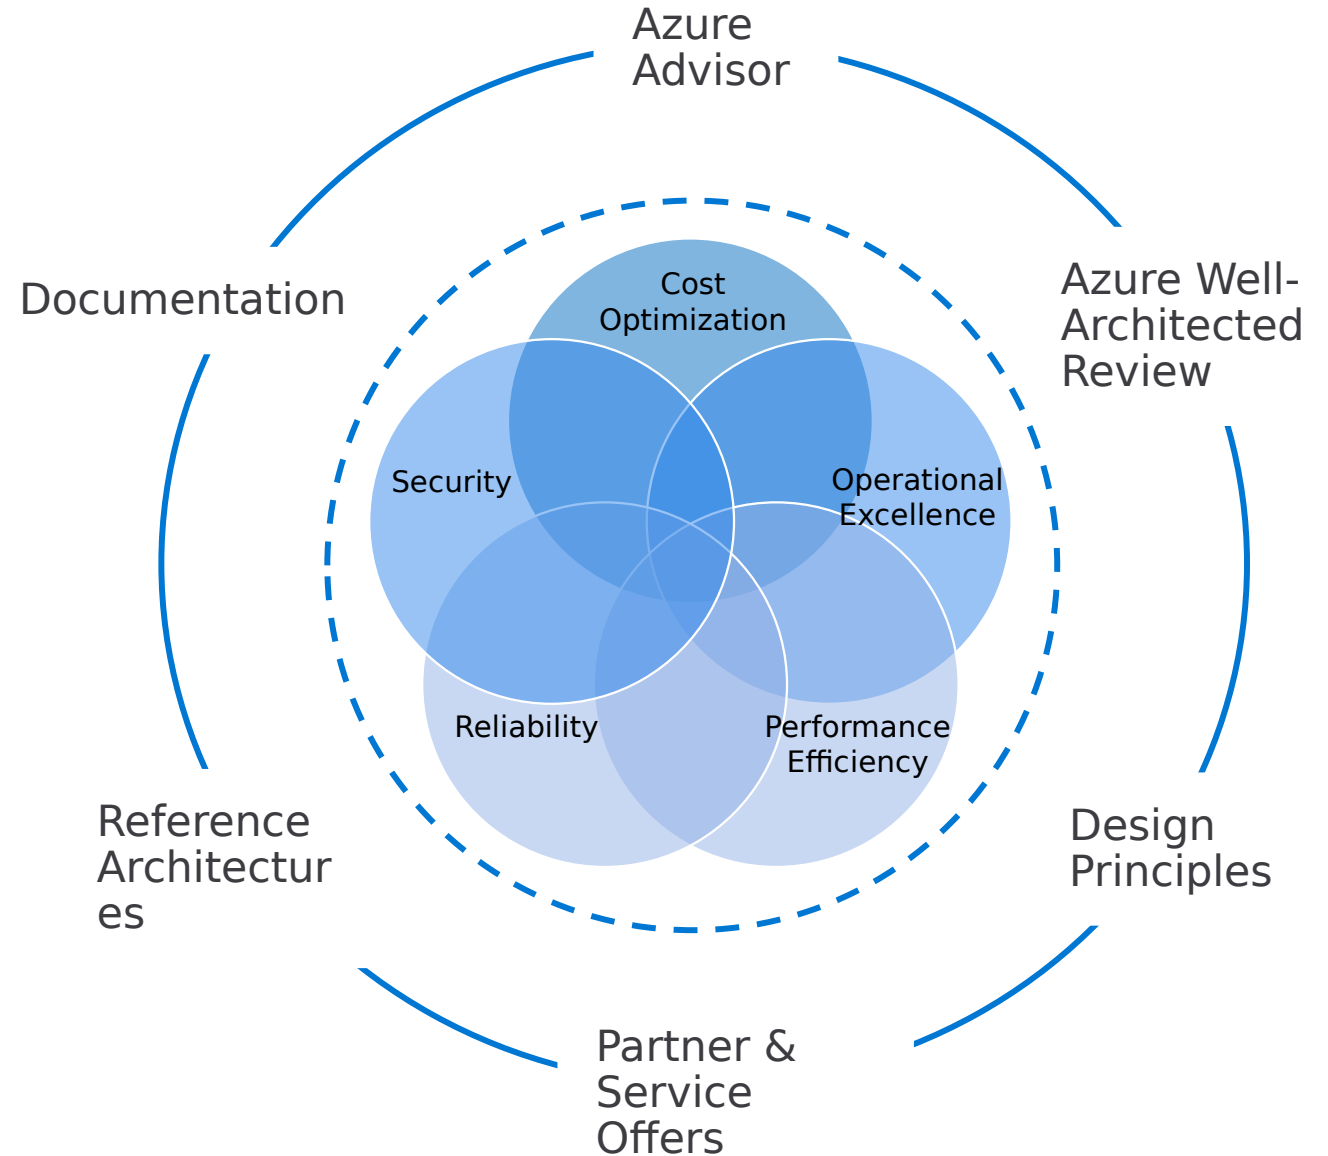 Azure
Advisor
Documentation
Azure Well-
Architected
Review
Cost
Optimization
Security
Operational
Excellence
Reliability
Performance
Efficiency
Reference
Architectur
es
Design
Principles
Partner &
Service
Offers